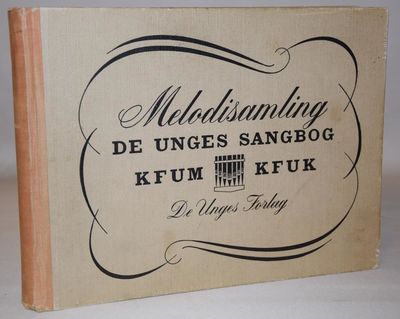 Melodisamling
DE UNGES SANGBOG
KFUM KFUK
De Unges Forlag